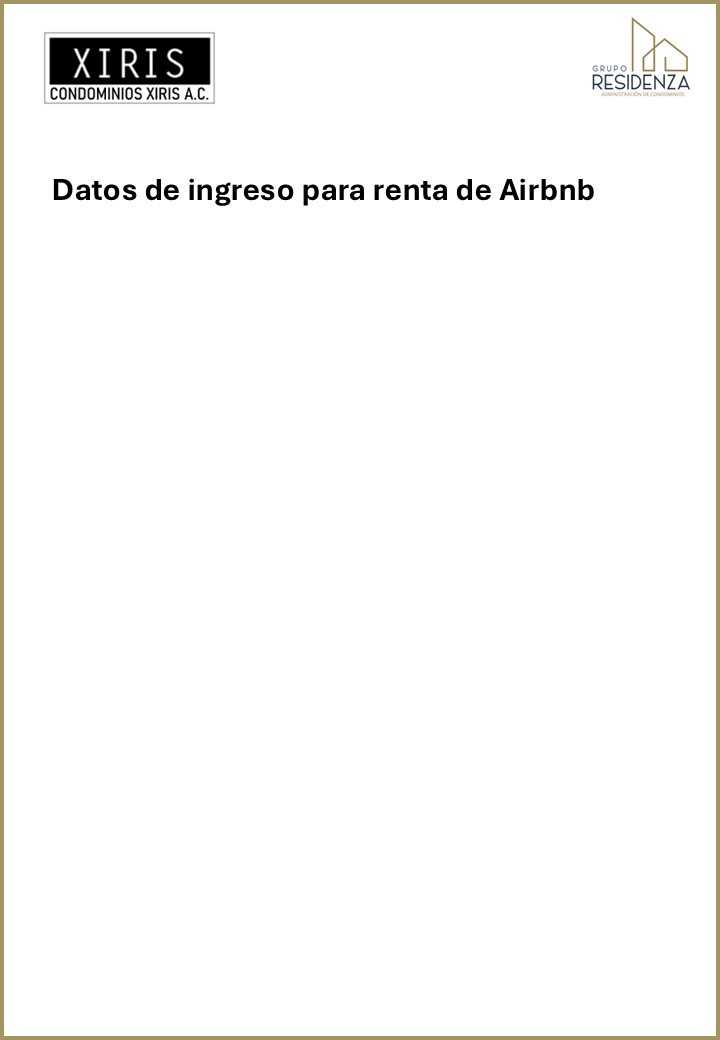 XIRIS
CONDOMINIOS XIRIS A.C.
GRUPO
RESIDENZA
ADMINISTRACIÓN DE CONDOMINIOS
Datos de ingreso para renta de Airbnb